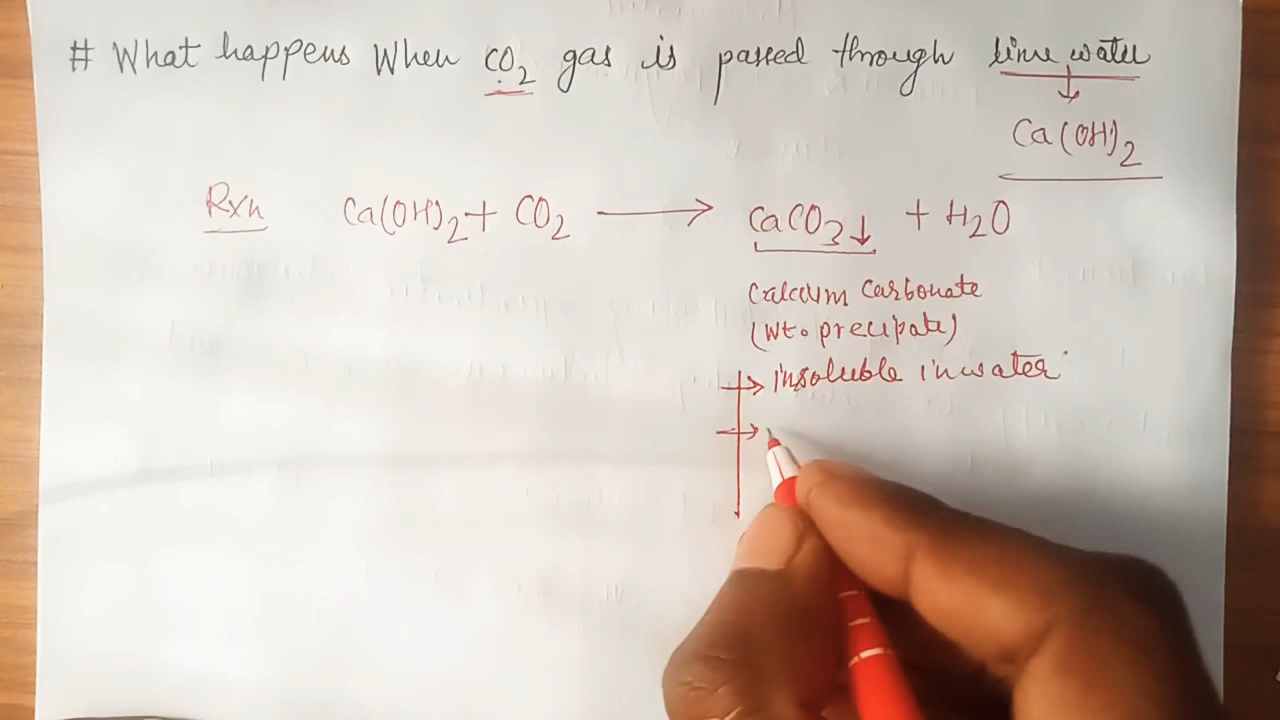 # What happens When CO2 gas is passed through lime water
Ca(OH)2
Rxn Ca(OH)2 + CO2 → CaCO3↓ + H2O
Calcium Carbonate
(Wt. precipate)
insoluble in water